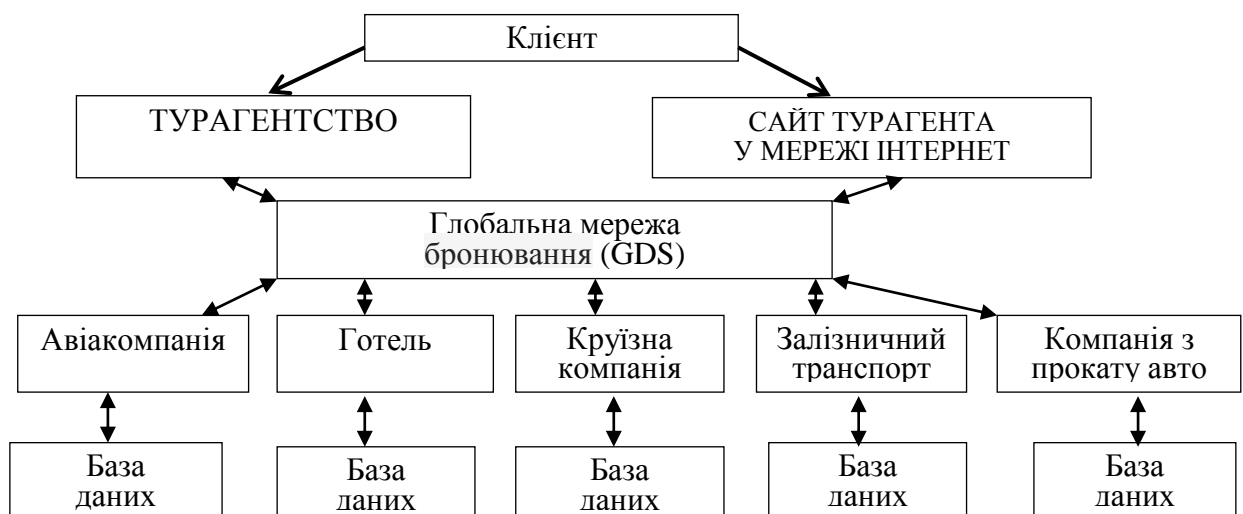 Клієнт
ТУРАГЕНТСТВО
САЙТ ТУРАГЕНТА
У МЕРЕЖІ ІНТЕРНЕТ
Глобальна мережа
бронювання (GDS)
Авіакомпанія
Готель
Круїзна
компанія
Залізничний
транспорт
Компанія з
прокату авто
База
даних
База
даних
База
даних
База
даних
База
даних